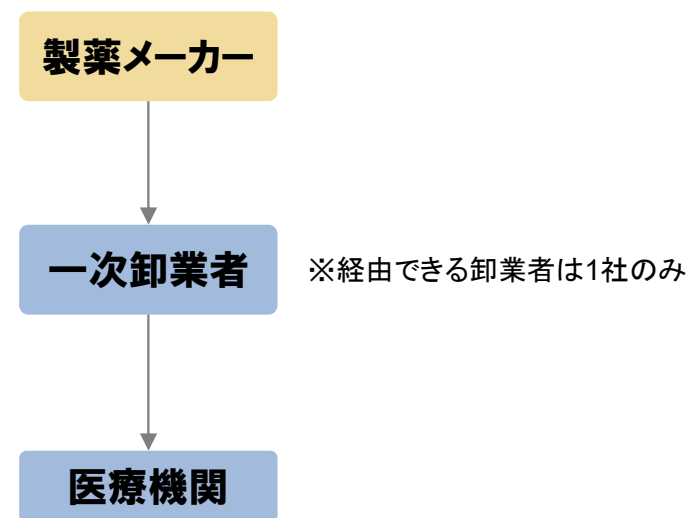 製薬メーカー
一次卸業者
※経由できる卸業者は1社のみ
医療機関